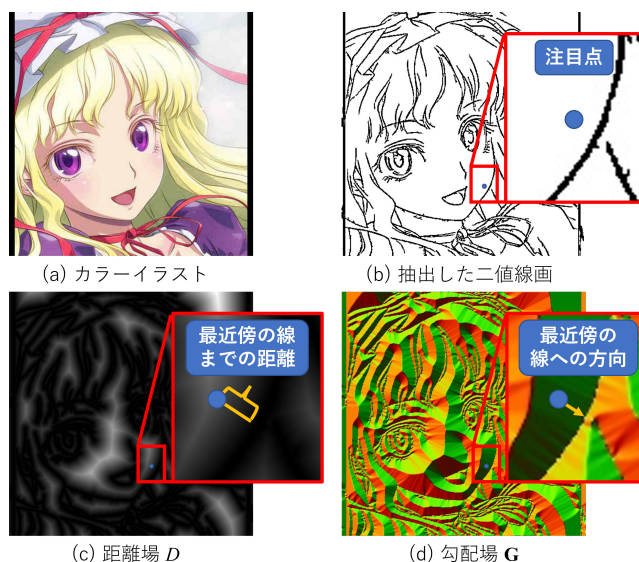 注目点
(a) カラーイラスト
(b) 抽出した二値線画
最近傍の線
までの距離
最近傍の
線への方向
(c) 距離場 D
(d) 勾配場 G